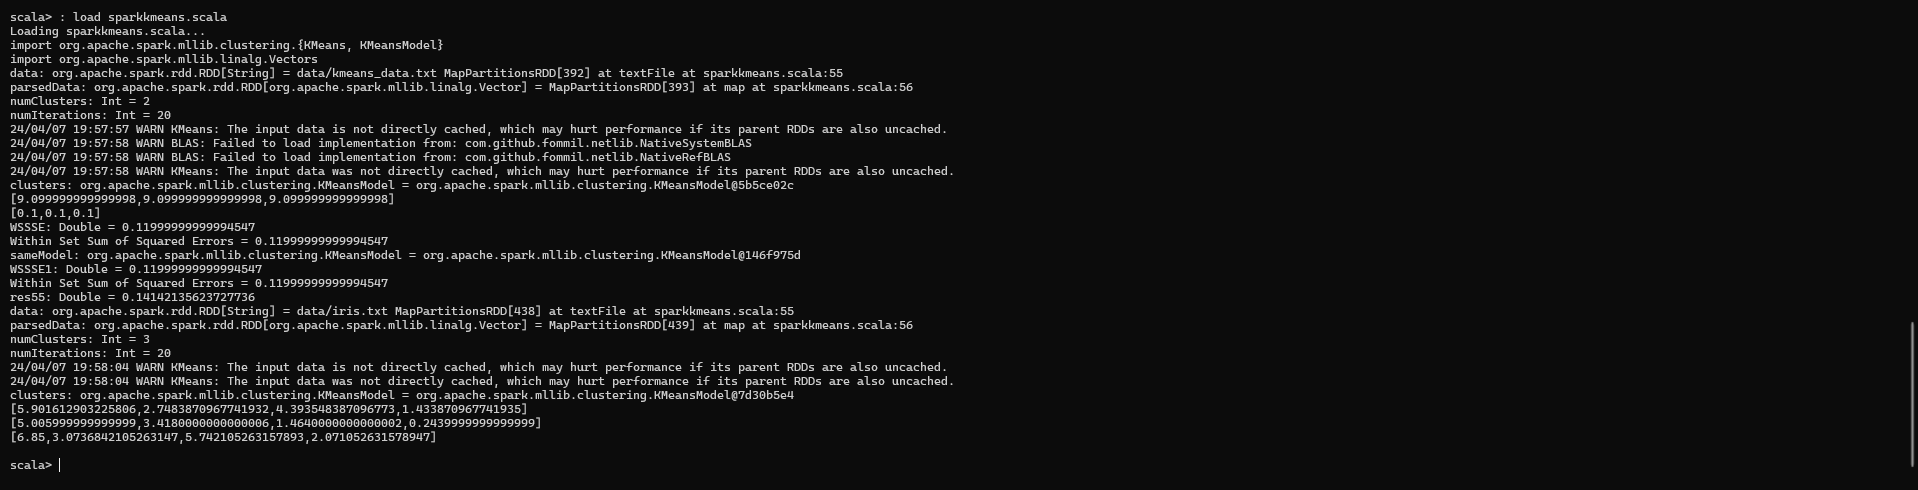 scala> : load sparkkmeans.scala
Loading sparkkmeans.scala...
import org.apache.spark.mllib.clustering.{KMeans, KMeansModel}
import org.apache.spark.mllib.linalg.Vectors
data: org.apache.spark.rdd.RDD[String] = data/kmeans_data.txt MapPartitionsRDD[392] at textFile at sparkkmeans.scala:55
parsedData: org.apache.spark.rdd.RDD[org.apache.spark.mllib.linalg.Vector] = MapPartitionsRDD[393] at map at sparkkmeans.scala:56
numClusters: Int = 2
numIterations: Int = 20
24/04/07 19:57:57 WARN KMeans: The input data is not directly cached, which may hurt performance if its parent RDDs are also uncached.
24/04/07 19:57:58 WARN BLAS: Failed to load implementation from: com.github.fommil.netlib.NativeSystemBLAS
24/04/07 19:57:58 WARN BLAS: Failed to load implementation from: com.github.fommil.netlib.NativeRefBLAS
24/04/07 19:57:58 WARN KMeans: The input data was not directly cached, which may hurt performance if its parent RDDs are also uncached.
clusters: org.apache.spark.mllib.clustering.KMeansModel = org.apache.spark.mllib.clustering.KMeansModel@5b5ce02c
[9.099999999999998,9.099999999999998,9.099999999999998]
[0.1,0.1,0.1]
WSSSE: Double = 0.11999999999994547
Within Set Sum of Squared Errors = 0.11999999999994547
sameModel: org.apache.spark.mllib.clustering.KMeansModel = org.apache.spark.mllib.clustering.KMeansModel@146f975d
WSSSE1: Double = 0.11999999999994547
Within Set Sum of Squared Errors = 0.11999999999994547
res55: Double = 0.14142135623727736
data: org.apache.spark.rdd.RDD[String] = data/iris.txt MapPartitionsRDD[438] at textFile at sparkkmeans.scala:55
parsedData: org.apache.spark.rdd.RDD[org.apache.spark.mllib.linalg.Vector] = MapPartitionsRDD[439] at map at sparkkmeans.scala:56
numClusters: Int = 3
numIterations: Int = 20
24/04/07 19:58:04 WARN KMeans: The input data is not directly cached, which may hurt performance if its parent RDDs are also uncached.
24/04/07 19:58:04 WARN KMeans: The input data was not directly cached, which may hurt performance if its parent RDDs are also uncached.
clusters: org.apache.spark.mllib.clustering.KMeansModel = org.apache.spark.mllib.clustering.KMeansModel@7d30b5e4
[5.901612903225806,2.7483870967741932,4.393548387096773,1.433870967741935]
[5.005999999999999,3.4180000000000006,1.4640000000000002,0.2439999999999999]
[6.85,3.0736842105263147,5.742105263157893,2.071052631578947]
scala>